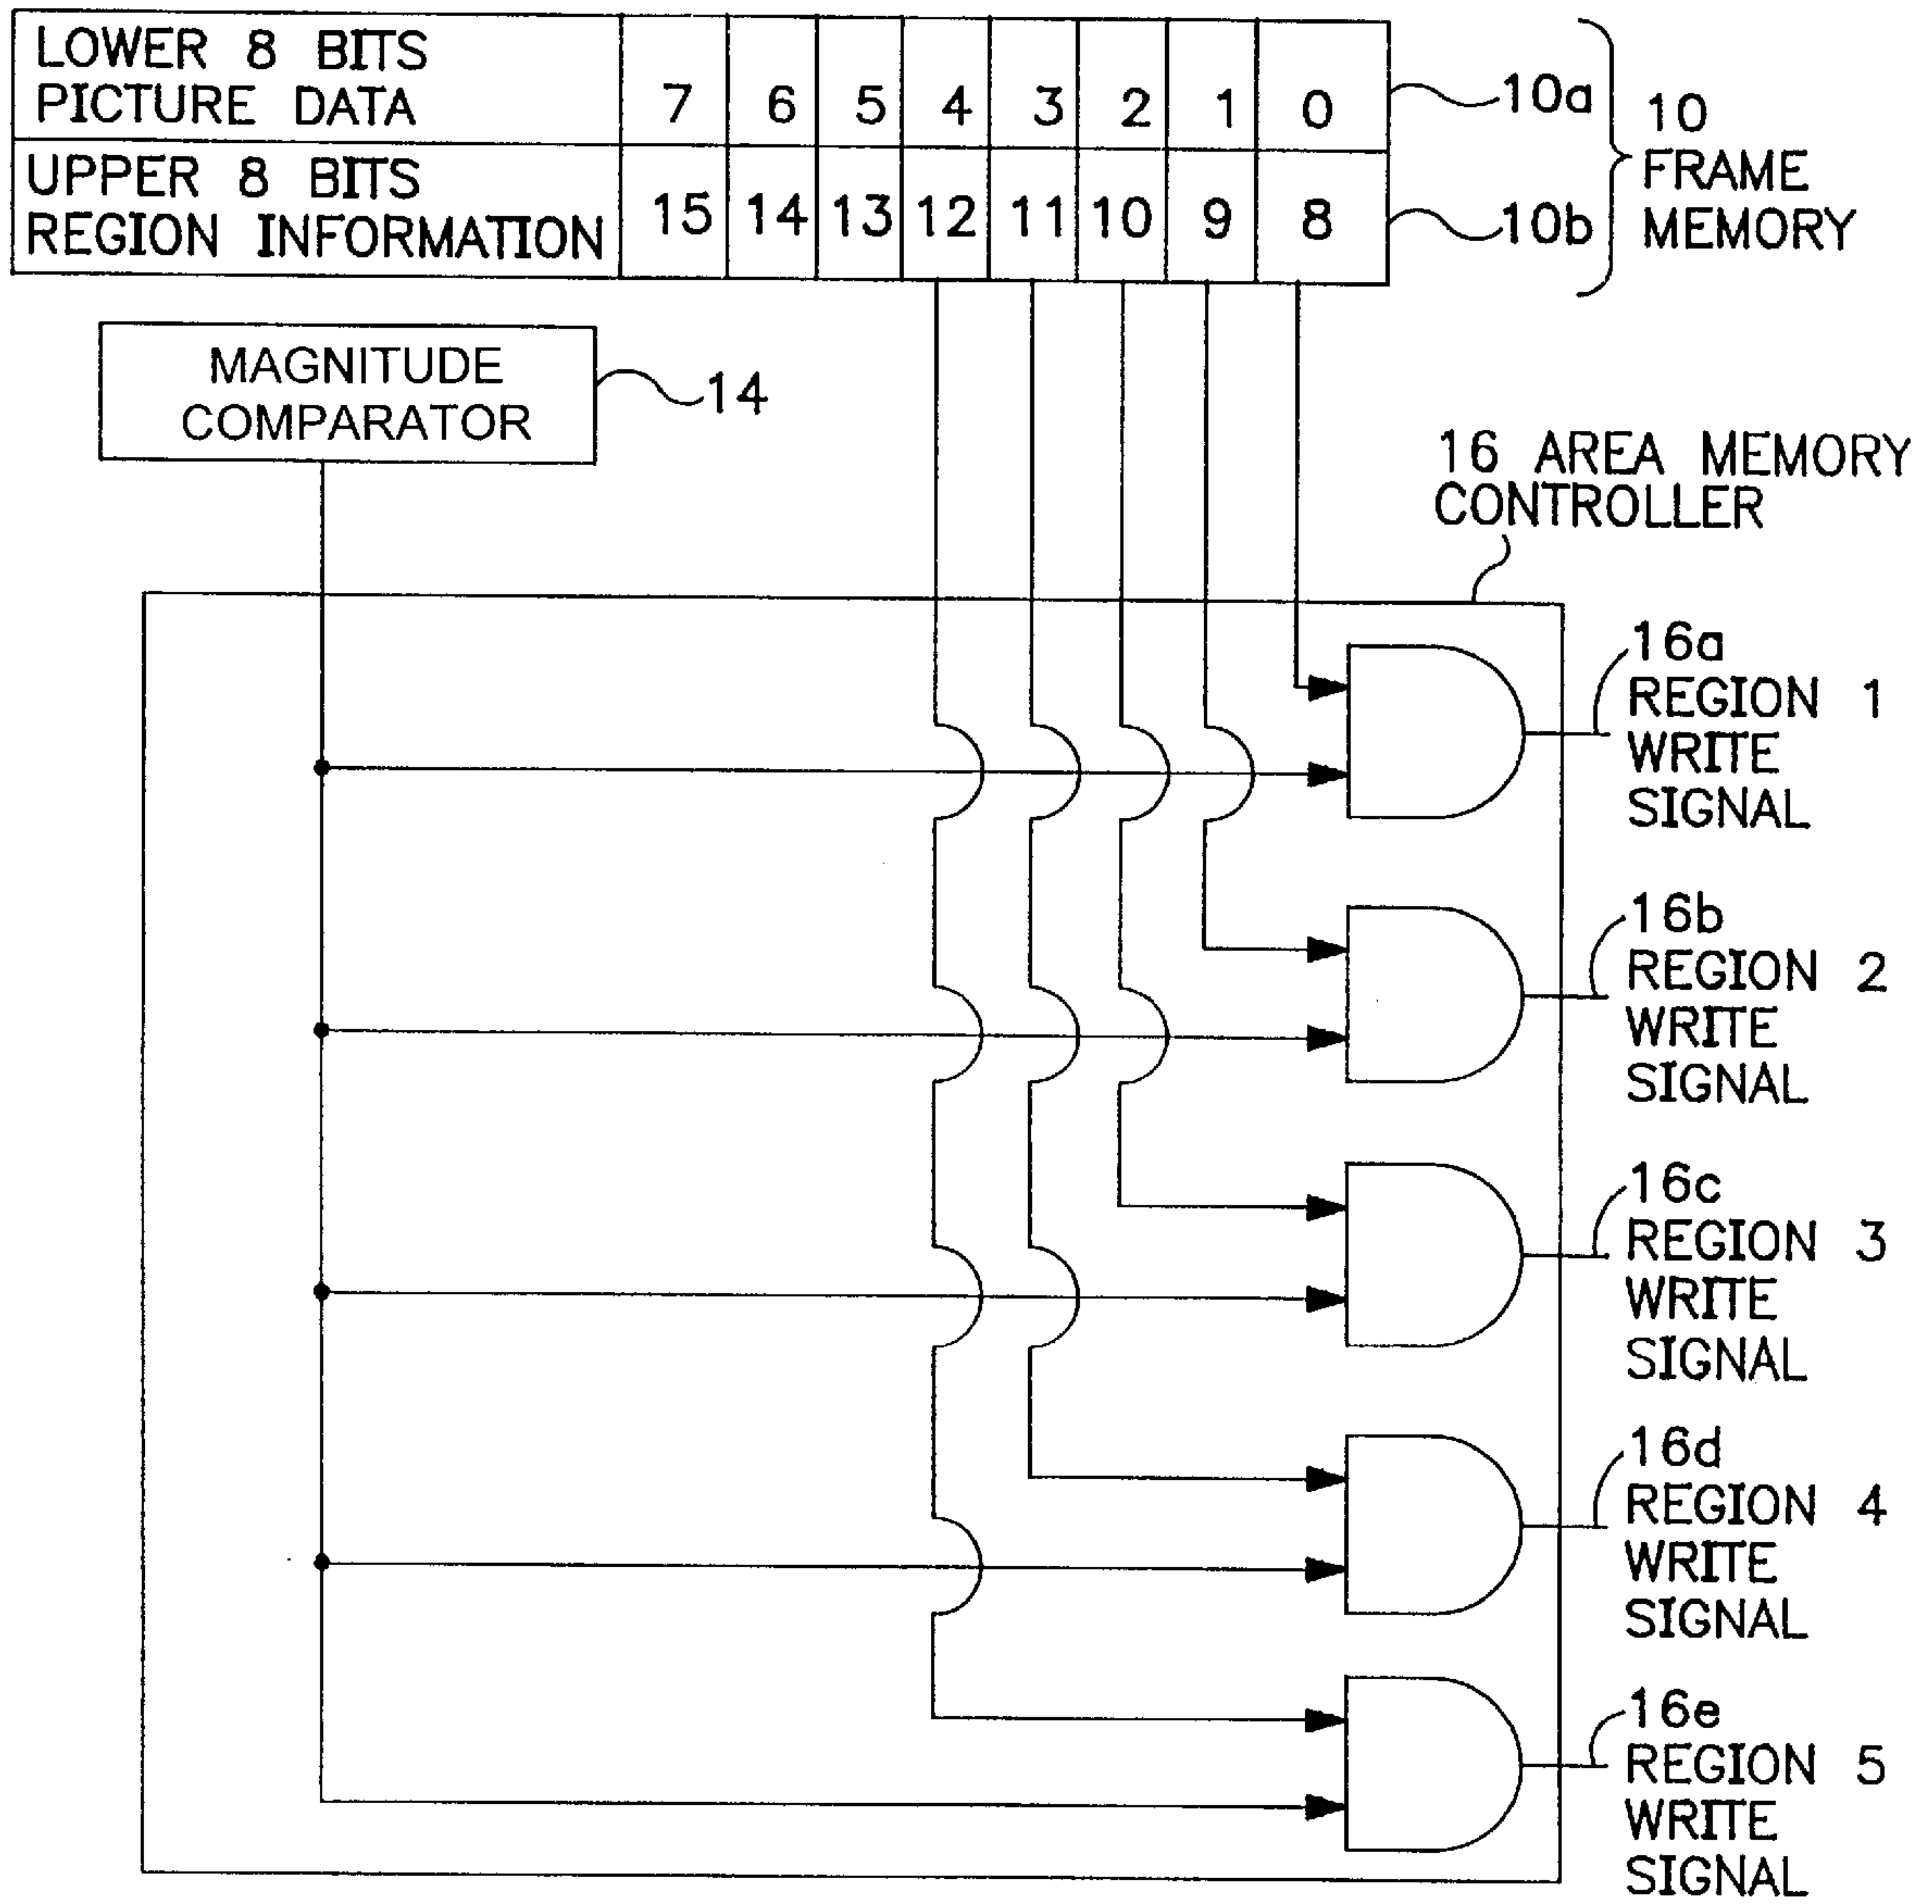 LOWER 8 BITS
PICTURE DATA 7 6 5 4 3 2 1 0
UPPER 8 BITS
REGION INFORMATION 15 14 13 12 11 10 9 8
10a
10b
10
FRAME
MEMORY
MAGNITUDE
COMPARATOR
14
16 AREA MEMORY
CONTROLLER
16a
REGION 1
WRITE
SIGNAL
16b
REGION 2
WRITE
SIGNAL
16c
REGION 3
WRITE
SIGNAL
16d
REGION 4
WRITE
SIGNAL
16e
REGION 5
WRITE
SIGNAL